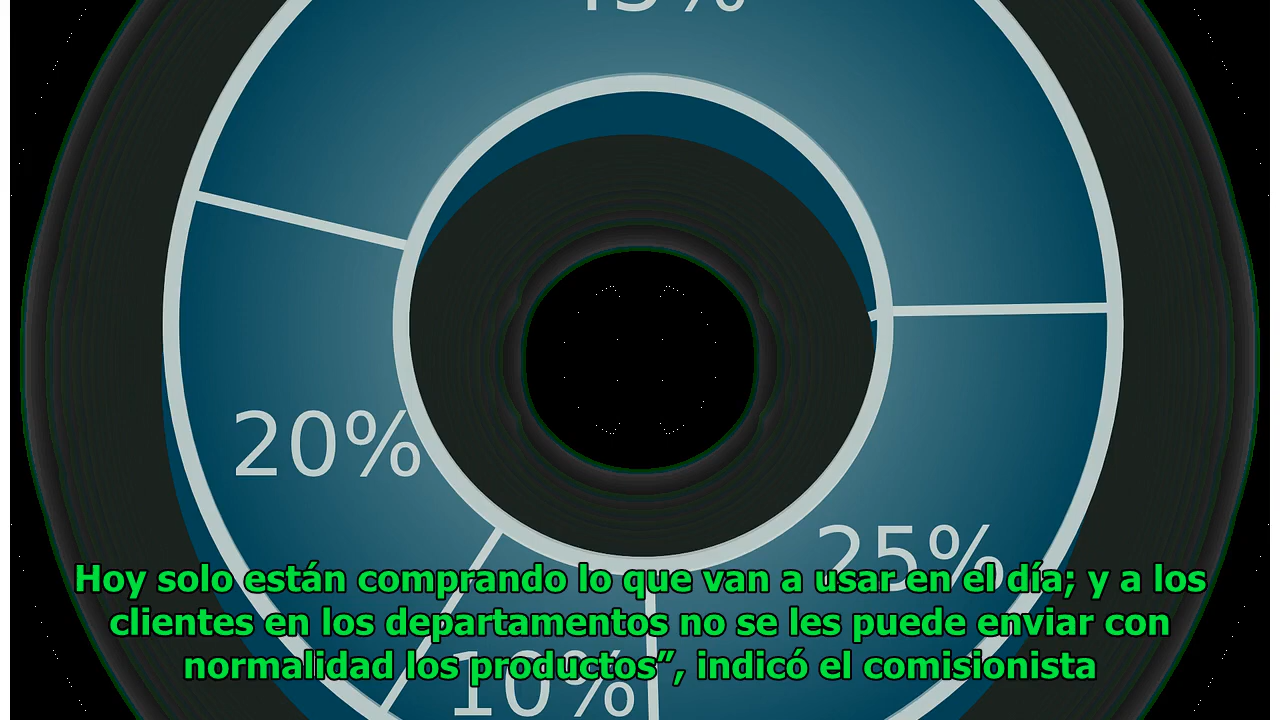 20%
25%
Hoy solo están comprando lo que van a usar en el día; y a los
clientes en los departamentos no se les puede enviar con
normalidad los productos”, indicó el comisionista
10%